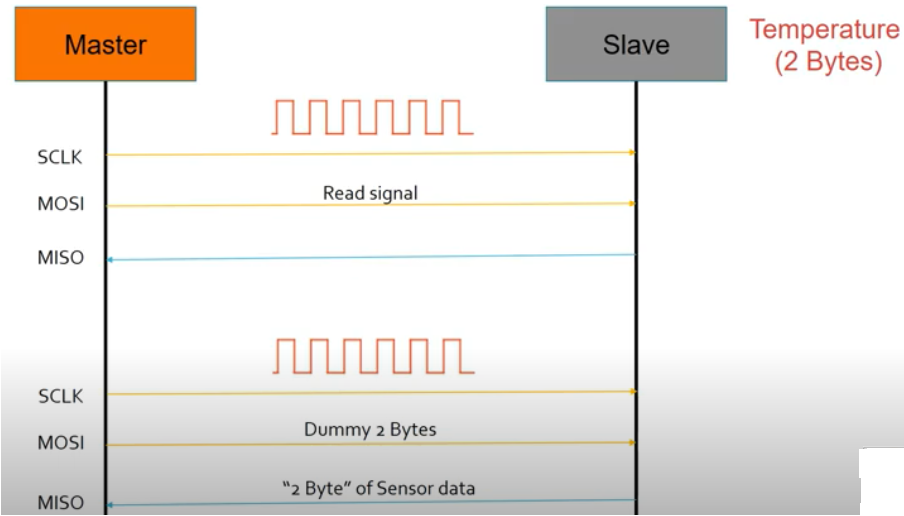 Master
Slave
Temperature
(2 Bytes)
SCLK
MOSI
Read signal
MISO
SCLK
MOSI
Dummy 2 Bytes
MISO
“2 Byte” of Sensor data